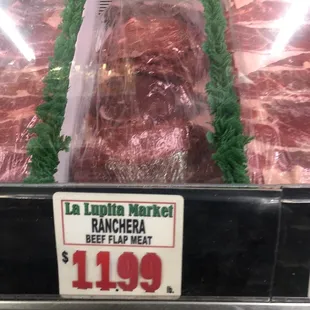 La Lupita Market
RANCHERA
BEEF FLAP MEAT
$11.99 lb.